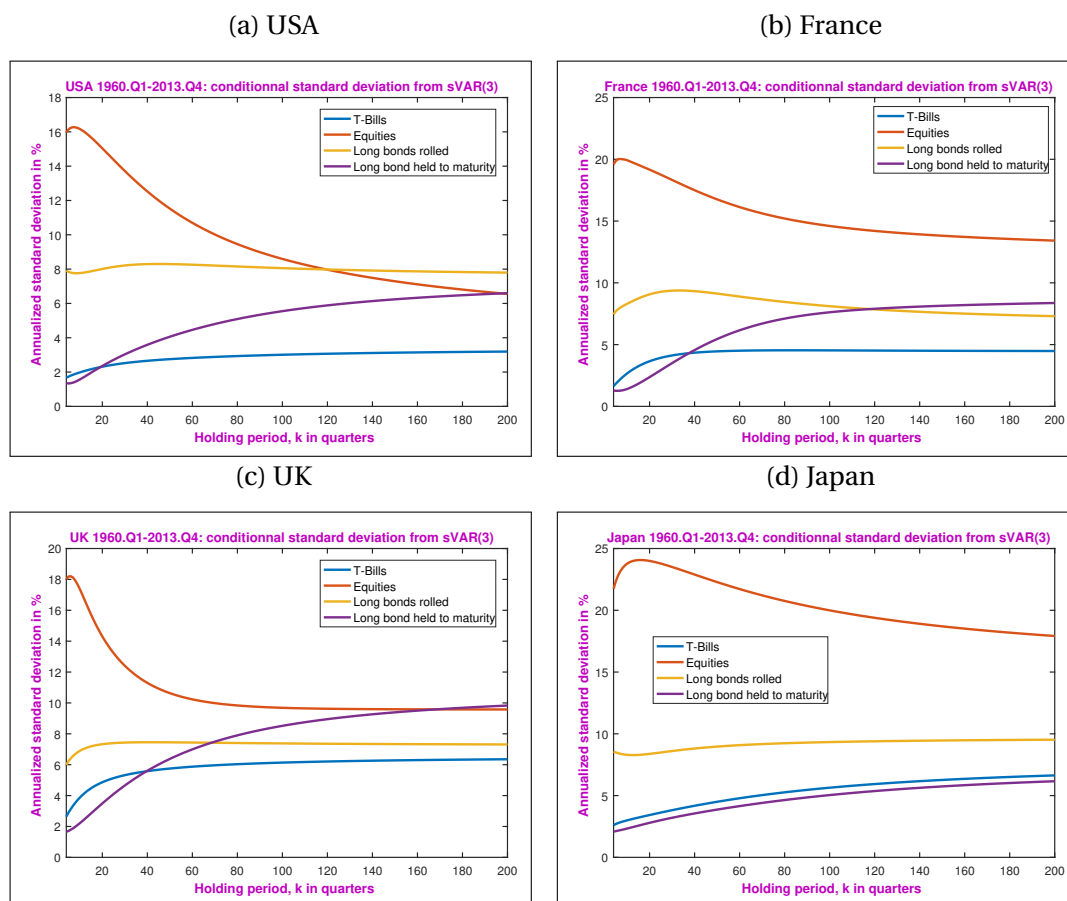 (a) USA
USA 1960.Q1-2013.Q4: conditionnal standard deviation from sVAR(3)
Annualized standard deviation in %
18
16
14
12
10
8
6
4
2
0
T-Bills
Equities
Long bonds rolled
Long bond held to maturity
20 40 60 80 100 120 140 160 180 200
Holding period, k in quarters
(b) France
France 1960.Q1-2013.Q4: conditionnal standard deviation from sVAR(3)
Annualized standard deviation in %
25
20
15
10
5
0
T-Bills
Equities
Long bonds rolled
Long bond held to maturity
20 40 60 80 100 120 140 160 180 200
Holding period, k in quarters
(c) UK
UK 1960.Q1-2013.Q4: conditionnal standard deviation from sVAR(3)
Annualized standard deviation in %
20
18
16
14
12
10
8
6
4
2
0
T-Bills
Equities
Long bonds rolled
Long bond held to maturity
20 40 60 80 100 120 140 160 180 200
Holding period, k in quarters
(d) Japan
Japan 1960.Q1-2013.Q4: conditionnal standard deviation from sVAR(3)
Annualized standard deviation in %
25
20
15
10
5
0
T-Bills
Equities
Long bonds rolled
Long bond held to maturity
20 40 60 80 100 120 140 160 180 200
Holding period, k in quarters